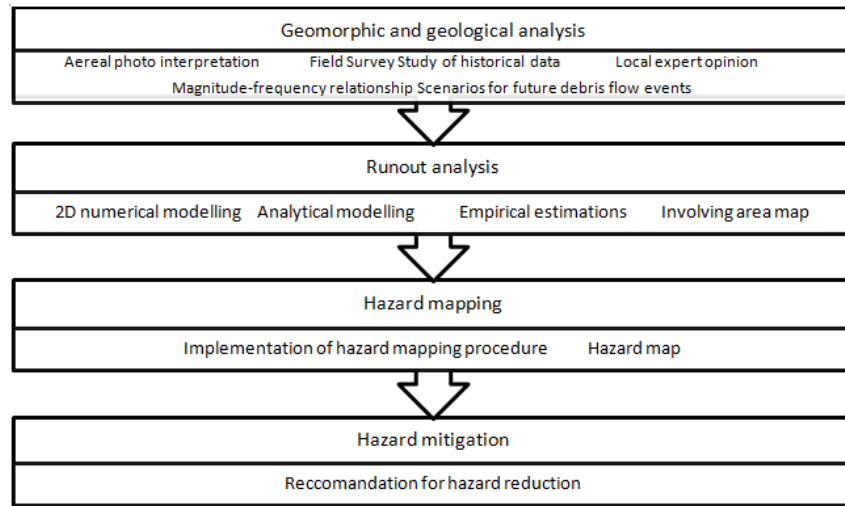 Geomorphic and geological analysis
Aereal photo interpretation Field Survey Study of historical data Local expert opinion
Magnitude-frequency relationship Scenarios for future debris flow events
Runout analysis
2D numerical modelling Analytical modelling Empirical estimations Involving area map
Hazard mapping
Implementation of hazard mapping procedure Hazard map
Hazard mitigation
Reccomandation for hazard reduction